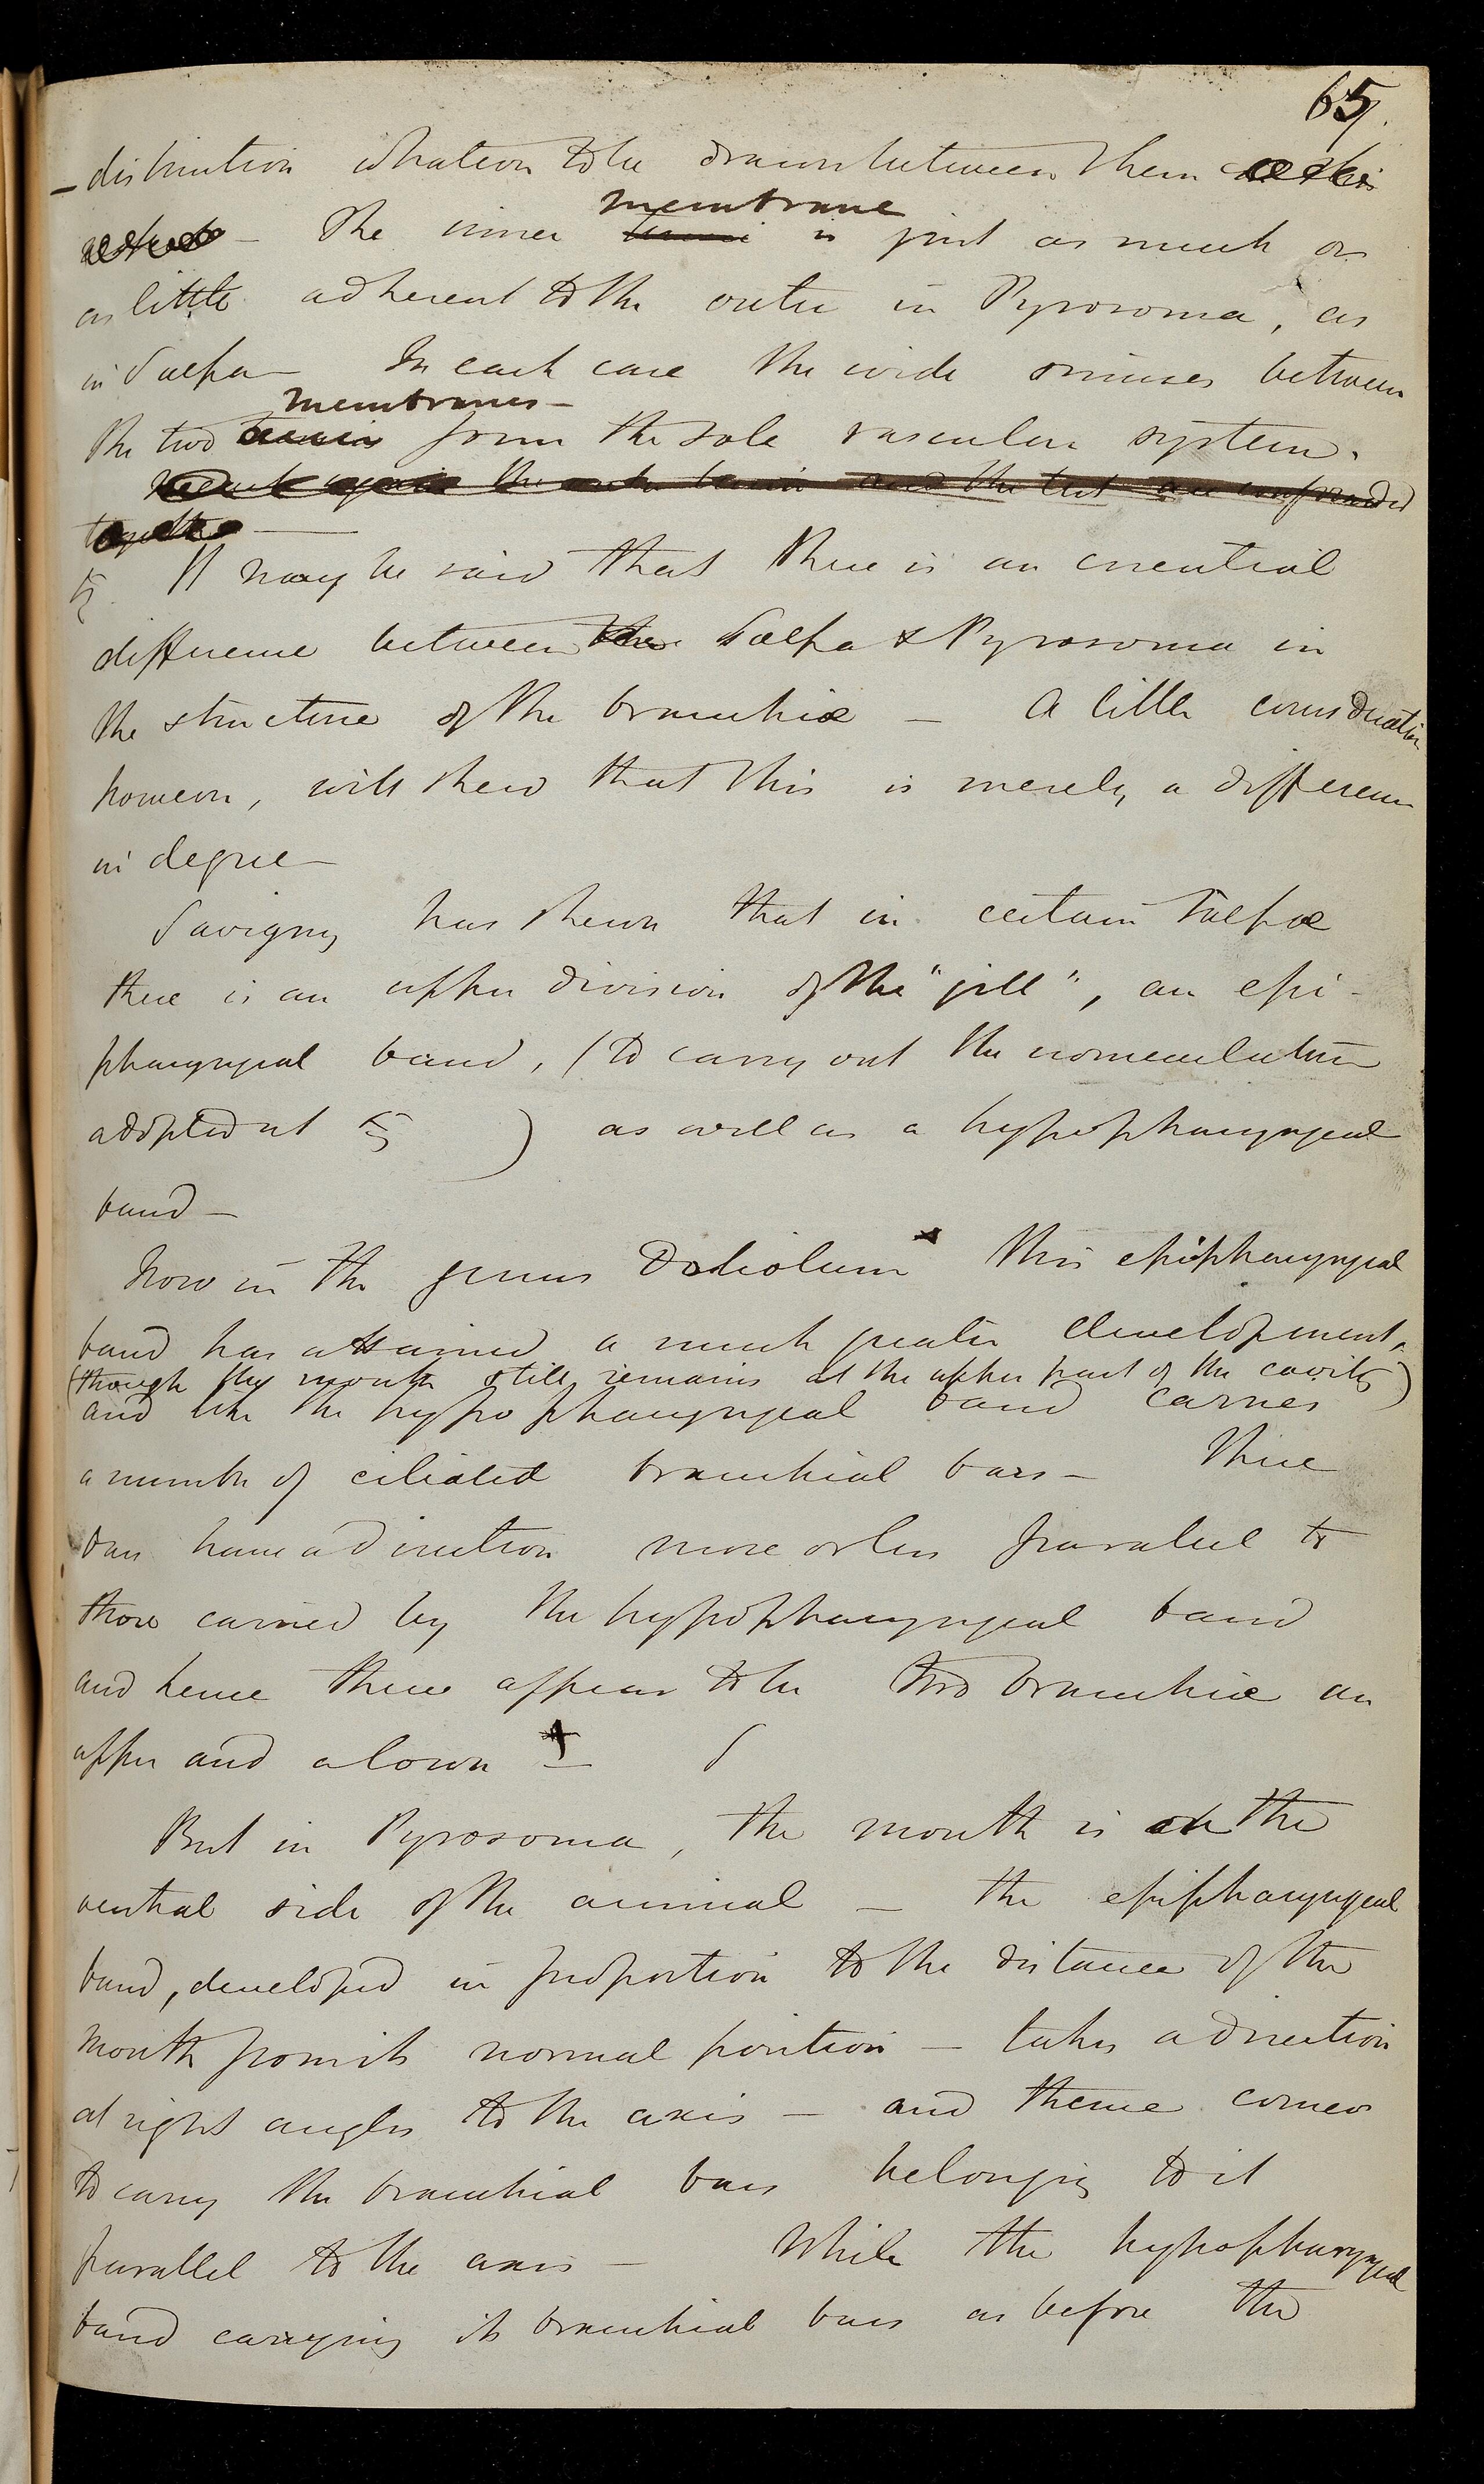 65.
– distinction whatever to be drawn between them
– The inner membrane is just as much or
as little adherent to the outer in Pyrosoma, as
in Salpa – In each case the wide sinuses between
the two membranes – form the sole vascular system.
and the test are confounded
together –
§. It may be said that there is an essential
difference between the Salpa & Pyrosoma in
the structure of the branchiæ – A little consideration
however, will shew that this is merely a difference
in degree –
Savigny has shewn that in certain Salpæ
there is an upper division of the "gill", an epi-
pharyngeal band, (to carry out the nomenclature
adopted at § ) as well as a hypopharyngeal
band –
Now in the genus Doliolum x this epipharyngeal
band has attained a much greater development,
(though the mouth still remains at the upper part of the cavity)
and like the hypopharyngeal band carries
a number of ciliated branchial bars – These
bars have a direction more or less parallel to
those carried by the hypopharyngeal band
and hence there appear to be two branchiæ an
upper and a lower + –
But in Pyrosoma, the mouth is on the
ventral side of the animal – the epipharyngeal
band, developed in proportion to the distance of the
mouth from its normal position – takes a direction
at right angles to the axis – and thence comes
to carry the branchial bars belonging to it
parallel to the axis – While the hypopharyngeal
band carrying its branchial bars as before the